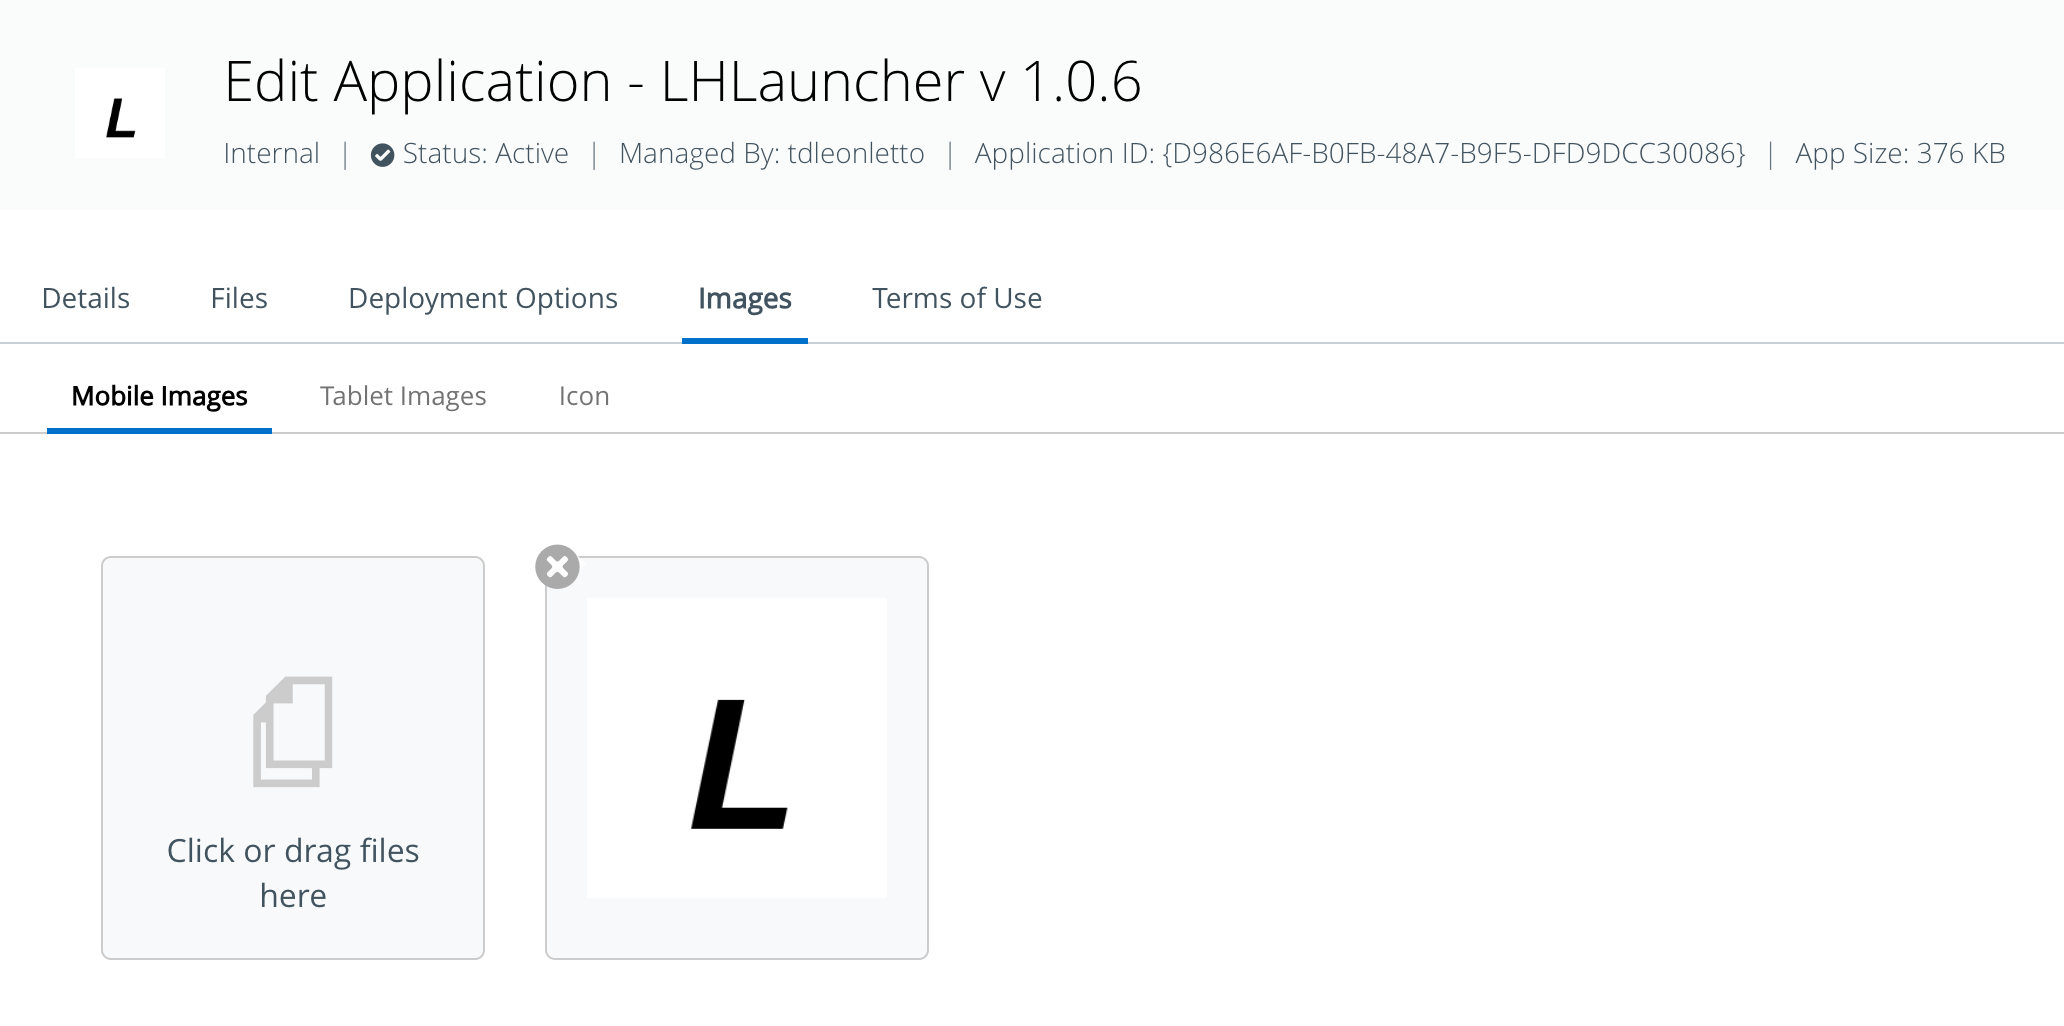 L
Edit Application - LHLauncher v 1.0.6
Internal | Status: Active | Managed By: tdleonletto | Application ID: {D986E6AF-B0FB-48A7-B9F5-DFD9DCC30086} | App Size: 376 KB
Details Files Deployment Options Images Terms of Use
Mobile Images Tablet Images Icon
Click or drag files
here
L